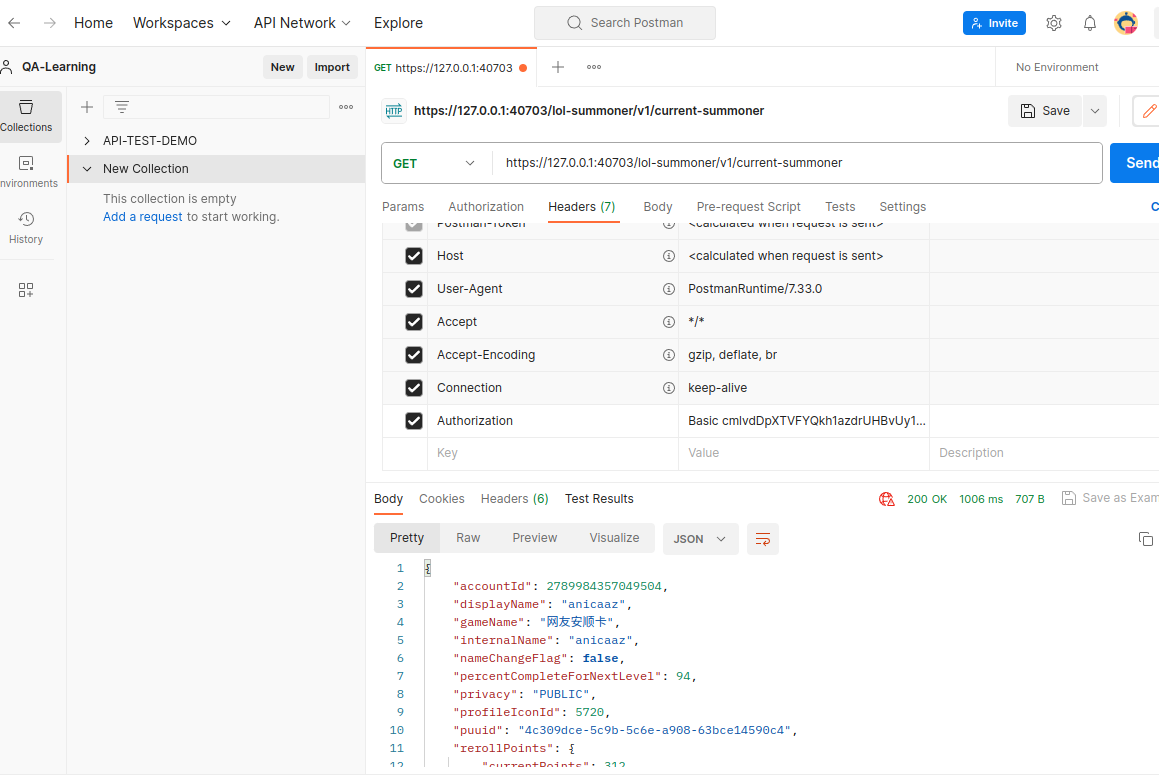 Home Workspaces API Network Explore Search Postman Invite
QA-Learning New Import GET https://127.0.0.1:40703 No Environment
Collections
API-TEST-DEMO
New Collection
This collection is empty
Add a request to start working.
nvironments
History
HTTP https://127.0.0.1:40703/lol-summoner/v1/current-summoner Save
GET https://127.0.0.1:40703/lol-summoner/v1/current-summoner Send
Params Authorization Headers (7) Body Pre-request Script Tests Settings C
Postman-Token <calculated when request is sent>
Host <calculated when request is sent>
User-Agent PostmanRuntime/7.33.0
Accept */*
Accept-Encoding gzip, deflate, br
Connection keep-alive
Authorization Basic cmlvdDpXTVFYQkh1azdrUHBvUy1...
Key Value Description
Body Cookies Headers (6) Test Results 200 OK 1006 ms 707 B Save as Exam
Pretty Raw Preview Visualize JSON
1 {
2 "accountId": 2789984357049504,
3 "displayName": "anicaaz",
4 "gameName": "网友安顺卡",
5 "internalName": "anicaaz",
6 "nameChangeFlag": false,
7 "percentCompleteForNextLevel": 94,
8 "privacy": "PUBLIC",
9 "profileIconId": 5720,
10 "puuid": "4c309dce-5c9b-5c6e-a908-63bce14590c4",
11 "rerollPoints": {
12 "currentPoints": 312